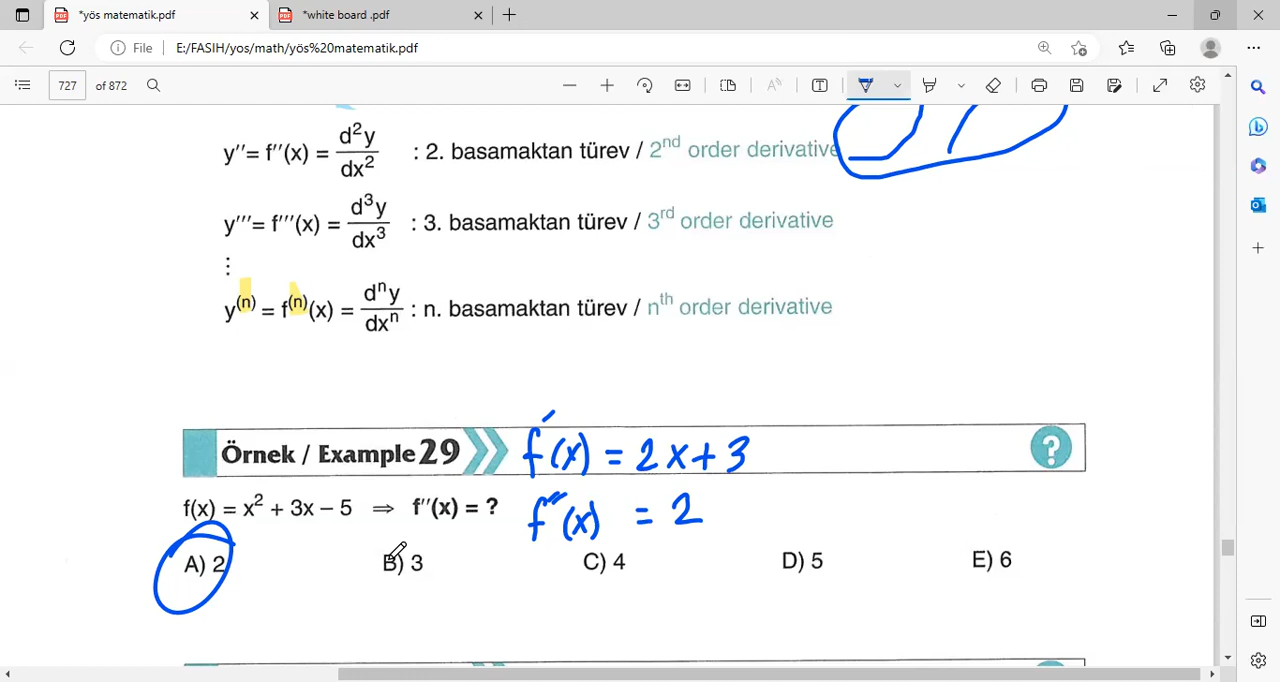 *yös matematik.pdf
*white board .pdf
File E:/FASIH/yos/math/yös%20matematik.pdf
727 of 872
y''= f''(x) = d²y/dx² : 2. basamaktan türev / 2nd order derivative
y'''= f'''(x) = d³y/dx³ : 3. basamaktan türev / 3rd order derivative
⋮
y⁽ⁿ⁾ = f⁽ⁿ⁾(x) = dⁿy/dxⁿ : n. basamaktan türev / nth order derivative
Örnek / Example 29 f'(x) = 2x+3 ?
f(x) = x² + 3x – 5 ⇒ f''(x) = ? f''(x) = 2
A) 2 B) 3 C) 4 D) 5 E) 6